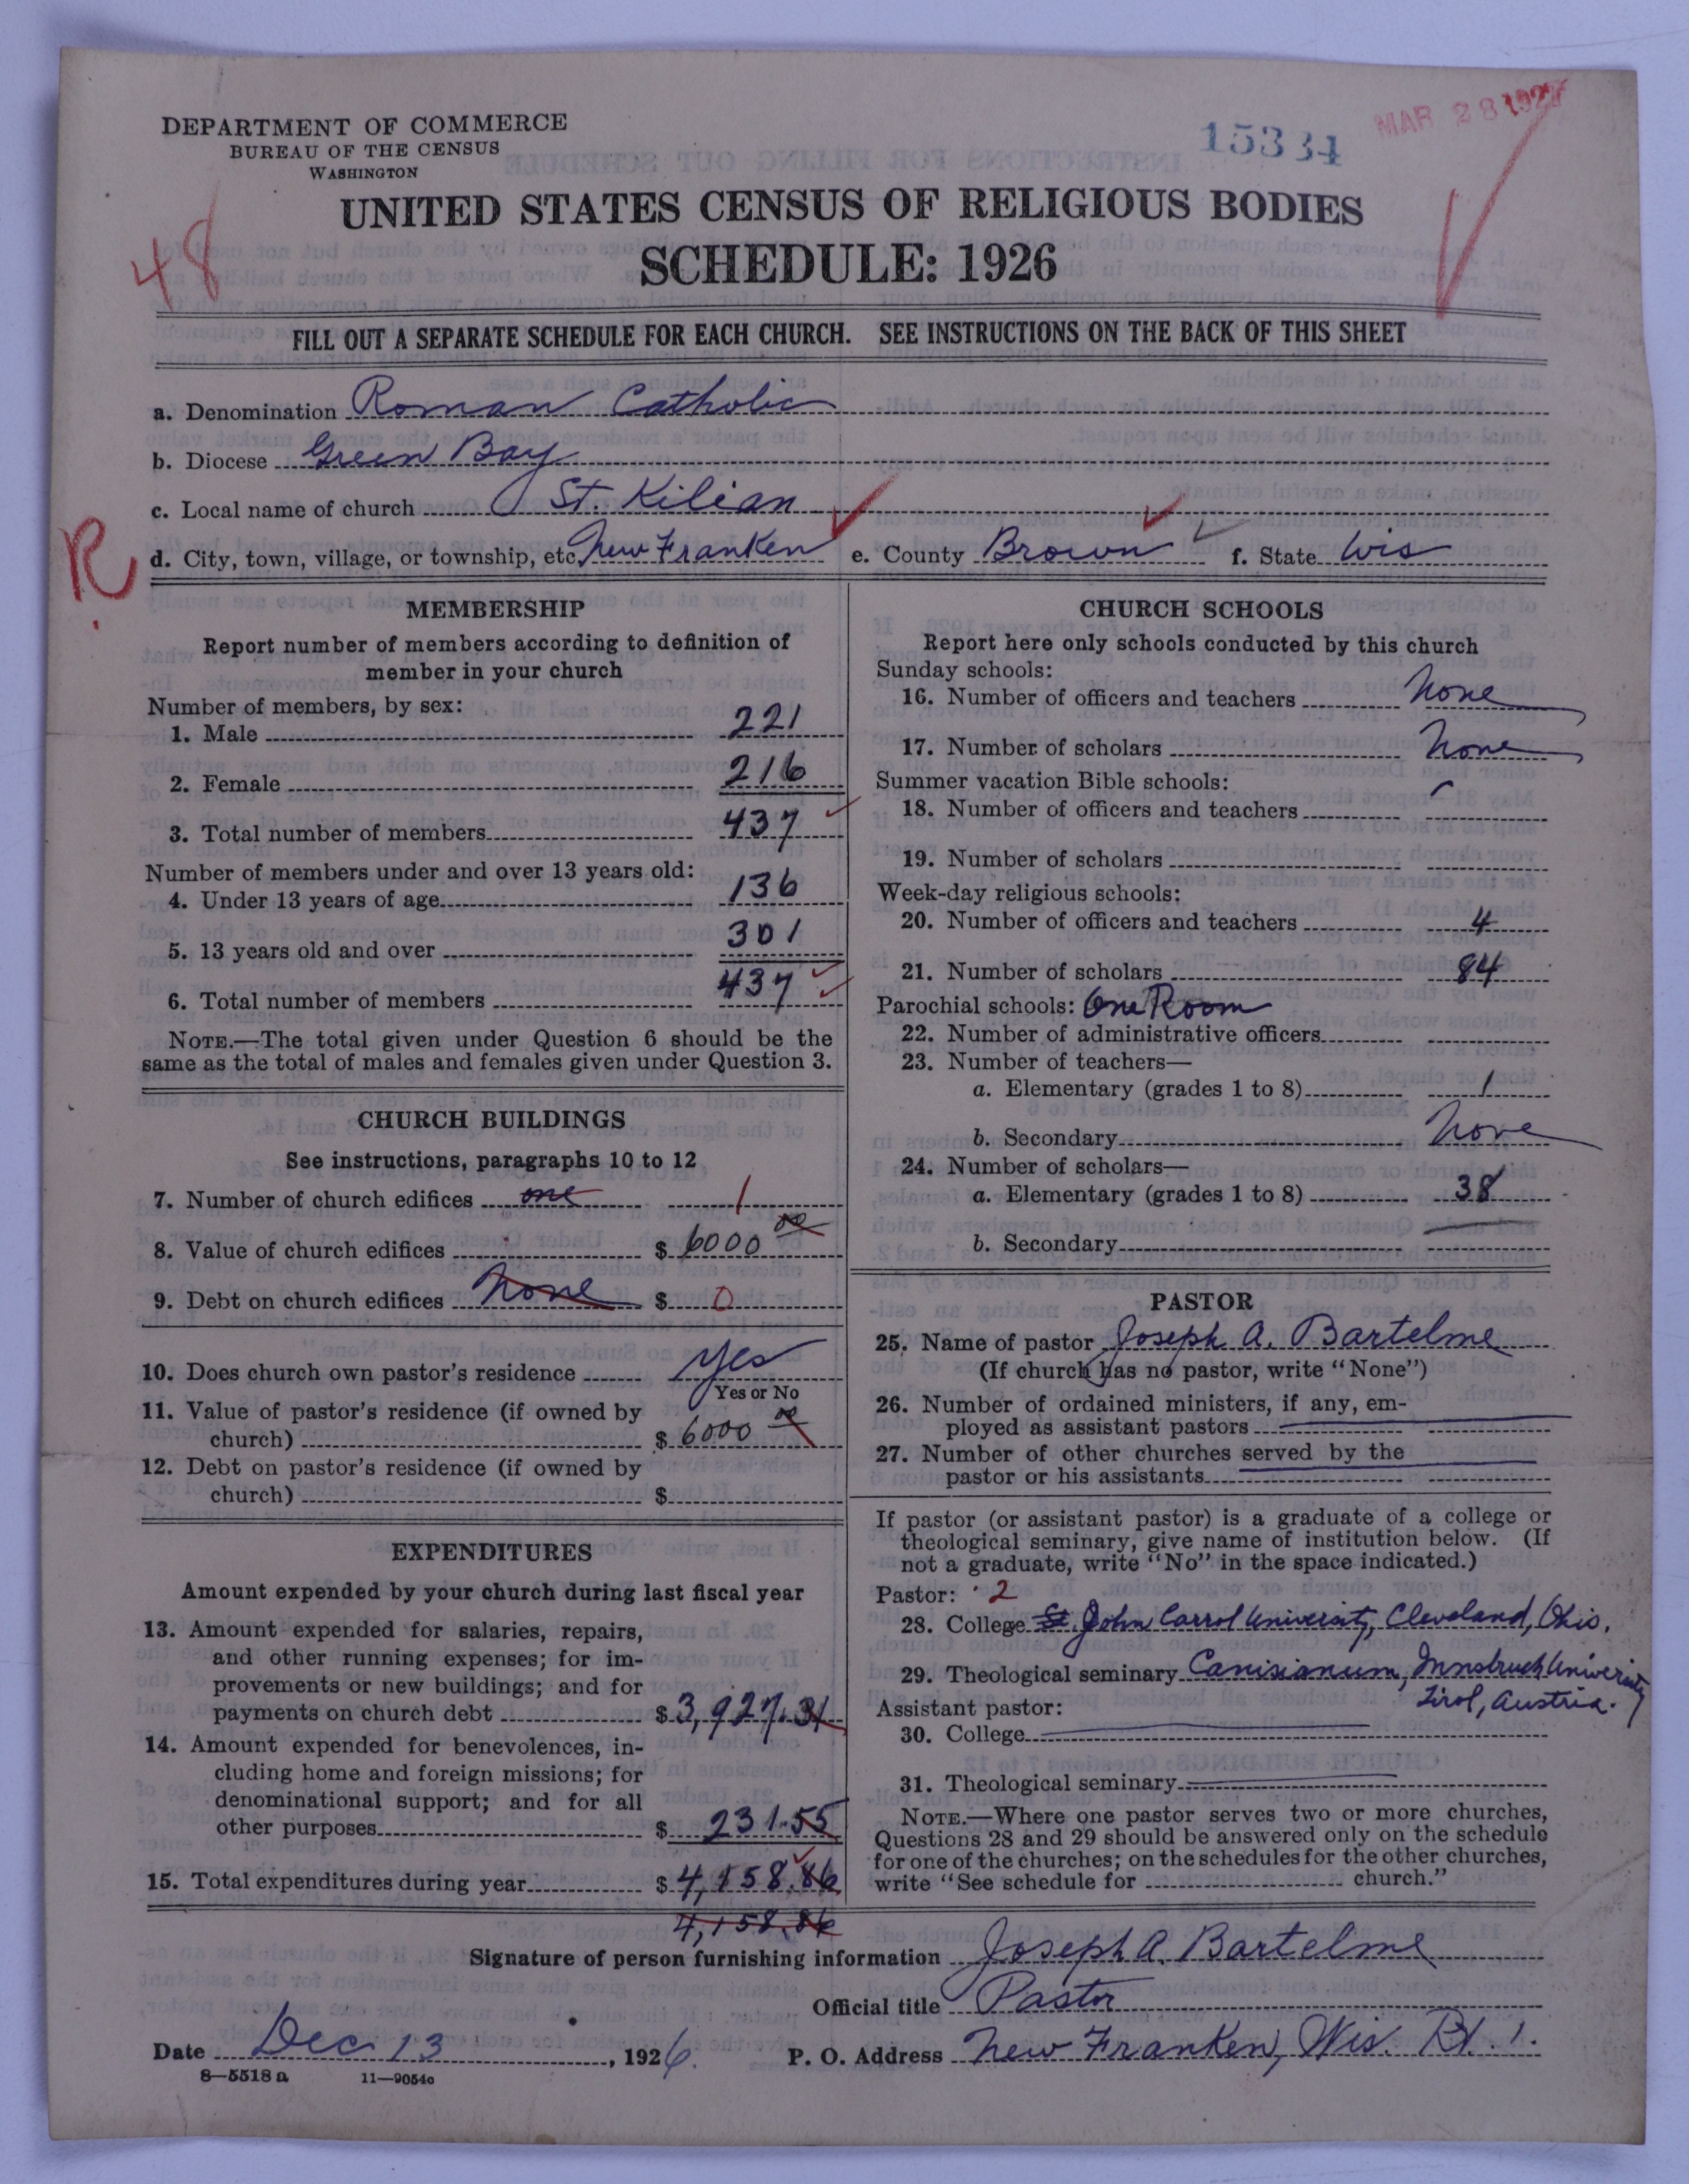 DEPARTMENT OF COMMERCE
BUREAU OF THE CENSUS
WASHINGTON
15334
MAR 28 1927
UNITED STATES CENSUS OF RELIGIOUS BODIES
SCHEDULE: 1926
48
FILL OUT A SEPARATE SCHEDULE FOR EACH CHURCH. SEE INSTRUCTIONS ON THE BACK OF THIS SHEET
a. Denomination Roman Catholic
b. Diocese Green Bay
c. Local name of church St. Kilian
R
d. City, town, village, or township, etc. New Franken e. County Brown f. State Wis
MEMBERSHIP
Report number of members according to definition of
member in your church
Number of members, by sex:
1. Male 221
2. Female 216
3. Total number of members 437
Number of members under and over 13 years old:
4. Under 13 years of age 136
5. 13 years old and over 301
6. Total number of members 437
NOTE.—The total given under Question 6 should be the
same as the total of males and females given under Question 3.
CHURCH BUILDINGS
See instructions, paragraphs 10 to 12
7. Number of church edifices one 1
8. Value of church edifices $ 6000 00
9. Debt on church edifices None $ 0
10. Does church own pastor's residence Yes
Yes or No
11. Value of pastor's residence (if owned by
church) $ 6000 00
12. Debt on pastor's residence (if owned by
church) $
EXPENDITURES
Amount expended by your church during last fiscal year
13. Amount expended for salaries, repairs,
and other running expenses; for im-
provements or new buildings; and for
payments on church debt $ 3,927.31
14. Amount expended for benevolences, in-
cluding home and foreign missions; for
denominational support; and for all
other purposes $ 231.55
15. Total expenditures during year $ 4,158.86
4,158.86
CHURCH SCHOOLS
Report here only schools conducted by this church
Sunday schools:
16. Number of officers and teachers None
17. Number of scholars None
Summer vacation Bible schools:
18. Number of officers and teachers
19. Number of scholars
Week-day religious schools:
20. Number of officers and teachers 4
21. Number of scholars 84
Parochial schools: One Room
22. Number of administrative officers
23. Number of teachers—
a. Elementary (grades 1 to 8) 1
b. Secondary None
24. Number of scholars—
a. Elementary (grades 1 to 8) 38
b. Secondary
PASTOR
25. Name of pastor Joseph A. Bartelme
(If church has no pastor, write "None")
26. Number of ordained ministers, if any, em-
ployed as assistant pastors
27. Number of other churches served by the
pastor or his assistants
If pastor (or assistant pastor) is a graduate of a college or
theological seminary, give name of institution below. (If
not a graduate, write "No" in the space indicated.)
Pastor: 2
28. College St. John Carrol University, Cleveland, Ohio.
29. Theological seminary Canisianum, Innsbruck University
Tirol, Austria.
Assistant pastor:
30. College
31. Theological seminary
NOTE.—Where one pastor serves two or more churches,
Questions 28 and 29 should be answered only on the schedule
for one of the churches; on the schedules for the other churches,
write "See schedule for church."
Signature of person furnishing information Joseph A. Bartelme
Official title Pastor
Date Dec. 13, 1926. P. O. Address New Franken, Wis. Rt. 1.
8—5518 a 11—9054c